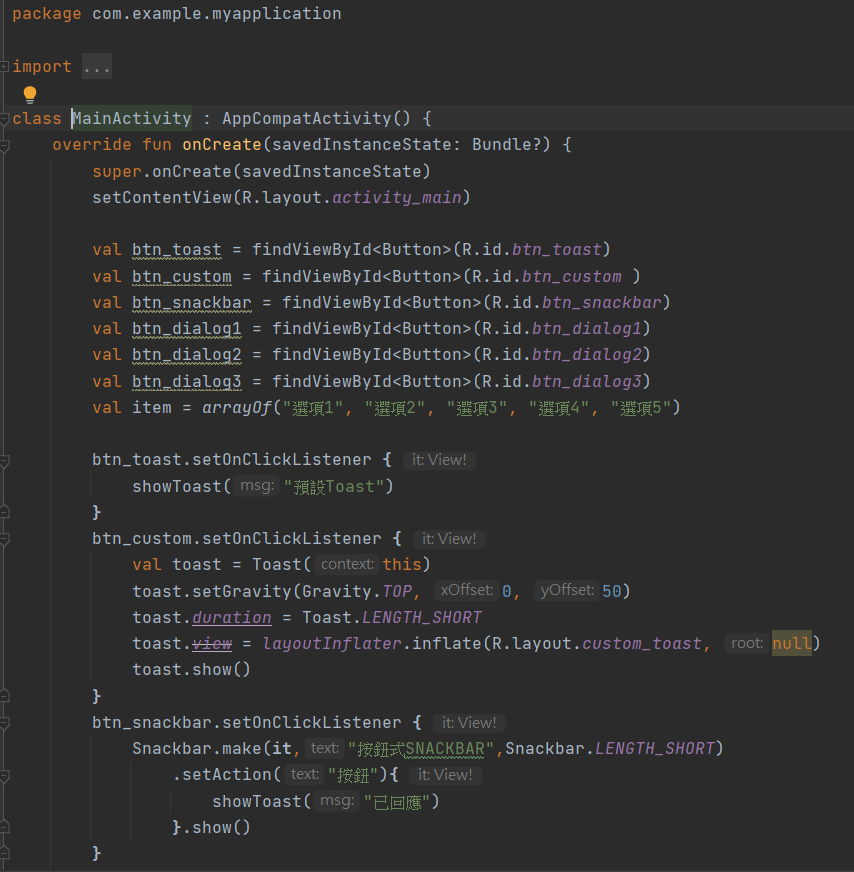 package com.example.myapplication
import ...
class MainActivity : AppCompatActivity() {
override fun onCreate(savedInstanceState: Bundle?) {
super.onCreate(savedInstanceState)
setContentView(R.layout.activity_main)
val btn_toast = findViewById<Button>(R.id.btn_toast)
val btn_custom = findViewById<Button>(R.id.btn_custom )
val btn_snackbar = findViewById<Button>(R.id.btn_snackbar)
val btn_dialog1 = findViewById<Button>(R.id.btn_dialog1)
val btn_dialog2 = findViewById<Button>(R.id.btn_dialog2)
val btn_dialog3 = findViewById<Button>(R.id.btn_dialog3)
val item = arrayOf("選項1", "選項2", "選項3", "選項4", "選項5")
btn_toast.setOnClickListener { it: View!
showToast( msg: "預設Toast")
}
btn_custom.setOnClickListener { it: View!
val toast = Toast( context: this)
toast.setGravity(Gravity.TOP, xOffset: 0, yOffset: 50)
toast.duration = Toast.LENGTH_SHORT
toast.view = layoutInflater.inflate(R.layout.custom_toast, root: null)
toast.show()
}
btn_snackbar.setOnClickListener { it: View!
Snackbar.make(it, text: "按鈕式SNACKBAR",Snackbar.LENGTH_SHORT)
.setAction( text: "按鈕"){ it: View!
showToast( msg: "已回應")
}.show()
}